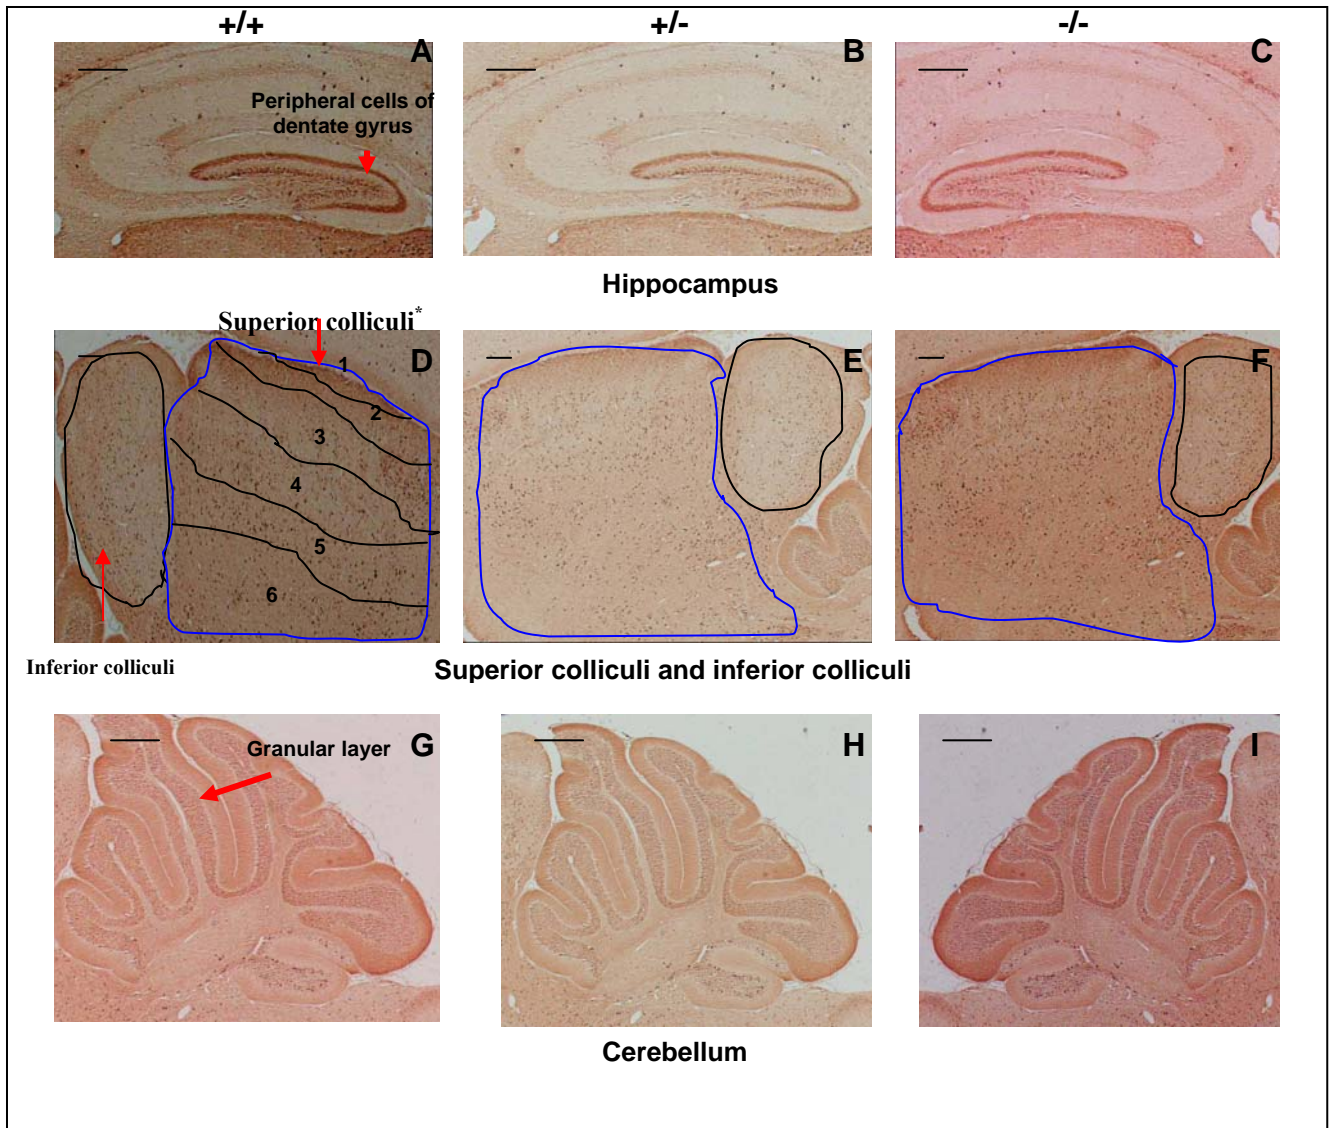 +/+ +/- -/-
A B C
Peripheral cells of
dentate gyrus
Hippocampus
Superior colliculi*
D E F
1
2
3
4
5
6
Inferior colliculi
Superior colliculi and inferior colliculi
G H I
Granular layer
Cerebellum